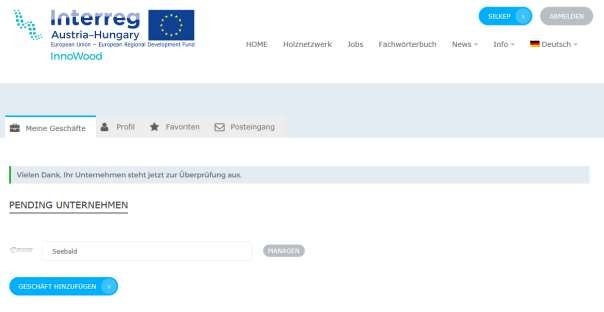 Interreg
Austria-Hungary
European Union – European Regional Development Fund
InnoWood
SILKEP
ABMELDEN
HOME Holznetzwerk Jobs Fachwörterbuch News Info Deutsch
Meine Geschäfte Profil Favoriten Posteingang
Vielen Dank, Ihr Unternehmen steht jetzt zur Überprüfung aus.
PENDING UNTERNEHMEN
Seebald MANAGEN
GESCHÄFT HINZUFÜGEN